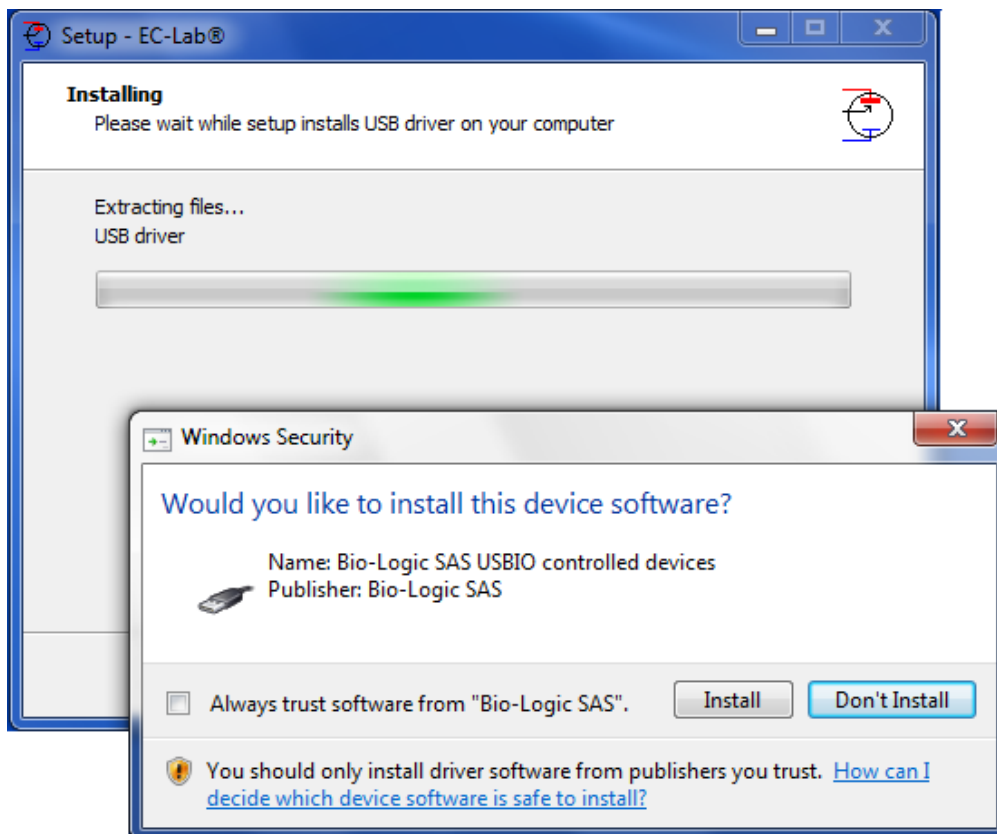 Setup - EC-Lab®
Installing
Please wait while setup installs USB driver on your computer
Extracting files...
USB driver
Windows Security
Would you like to install this device software?
Name: Bio-Logic SAS USBIO controlled devices
Publisher: Bio-Logic SAS
Always trust software from "Bio-Logic SAS".
Install
Don't Install
You should only install driver software from publishers you trust. How can I
decide which device software is safe to install?